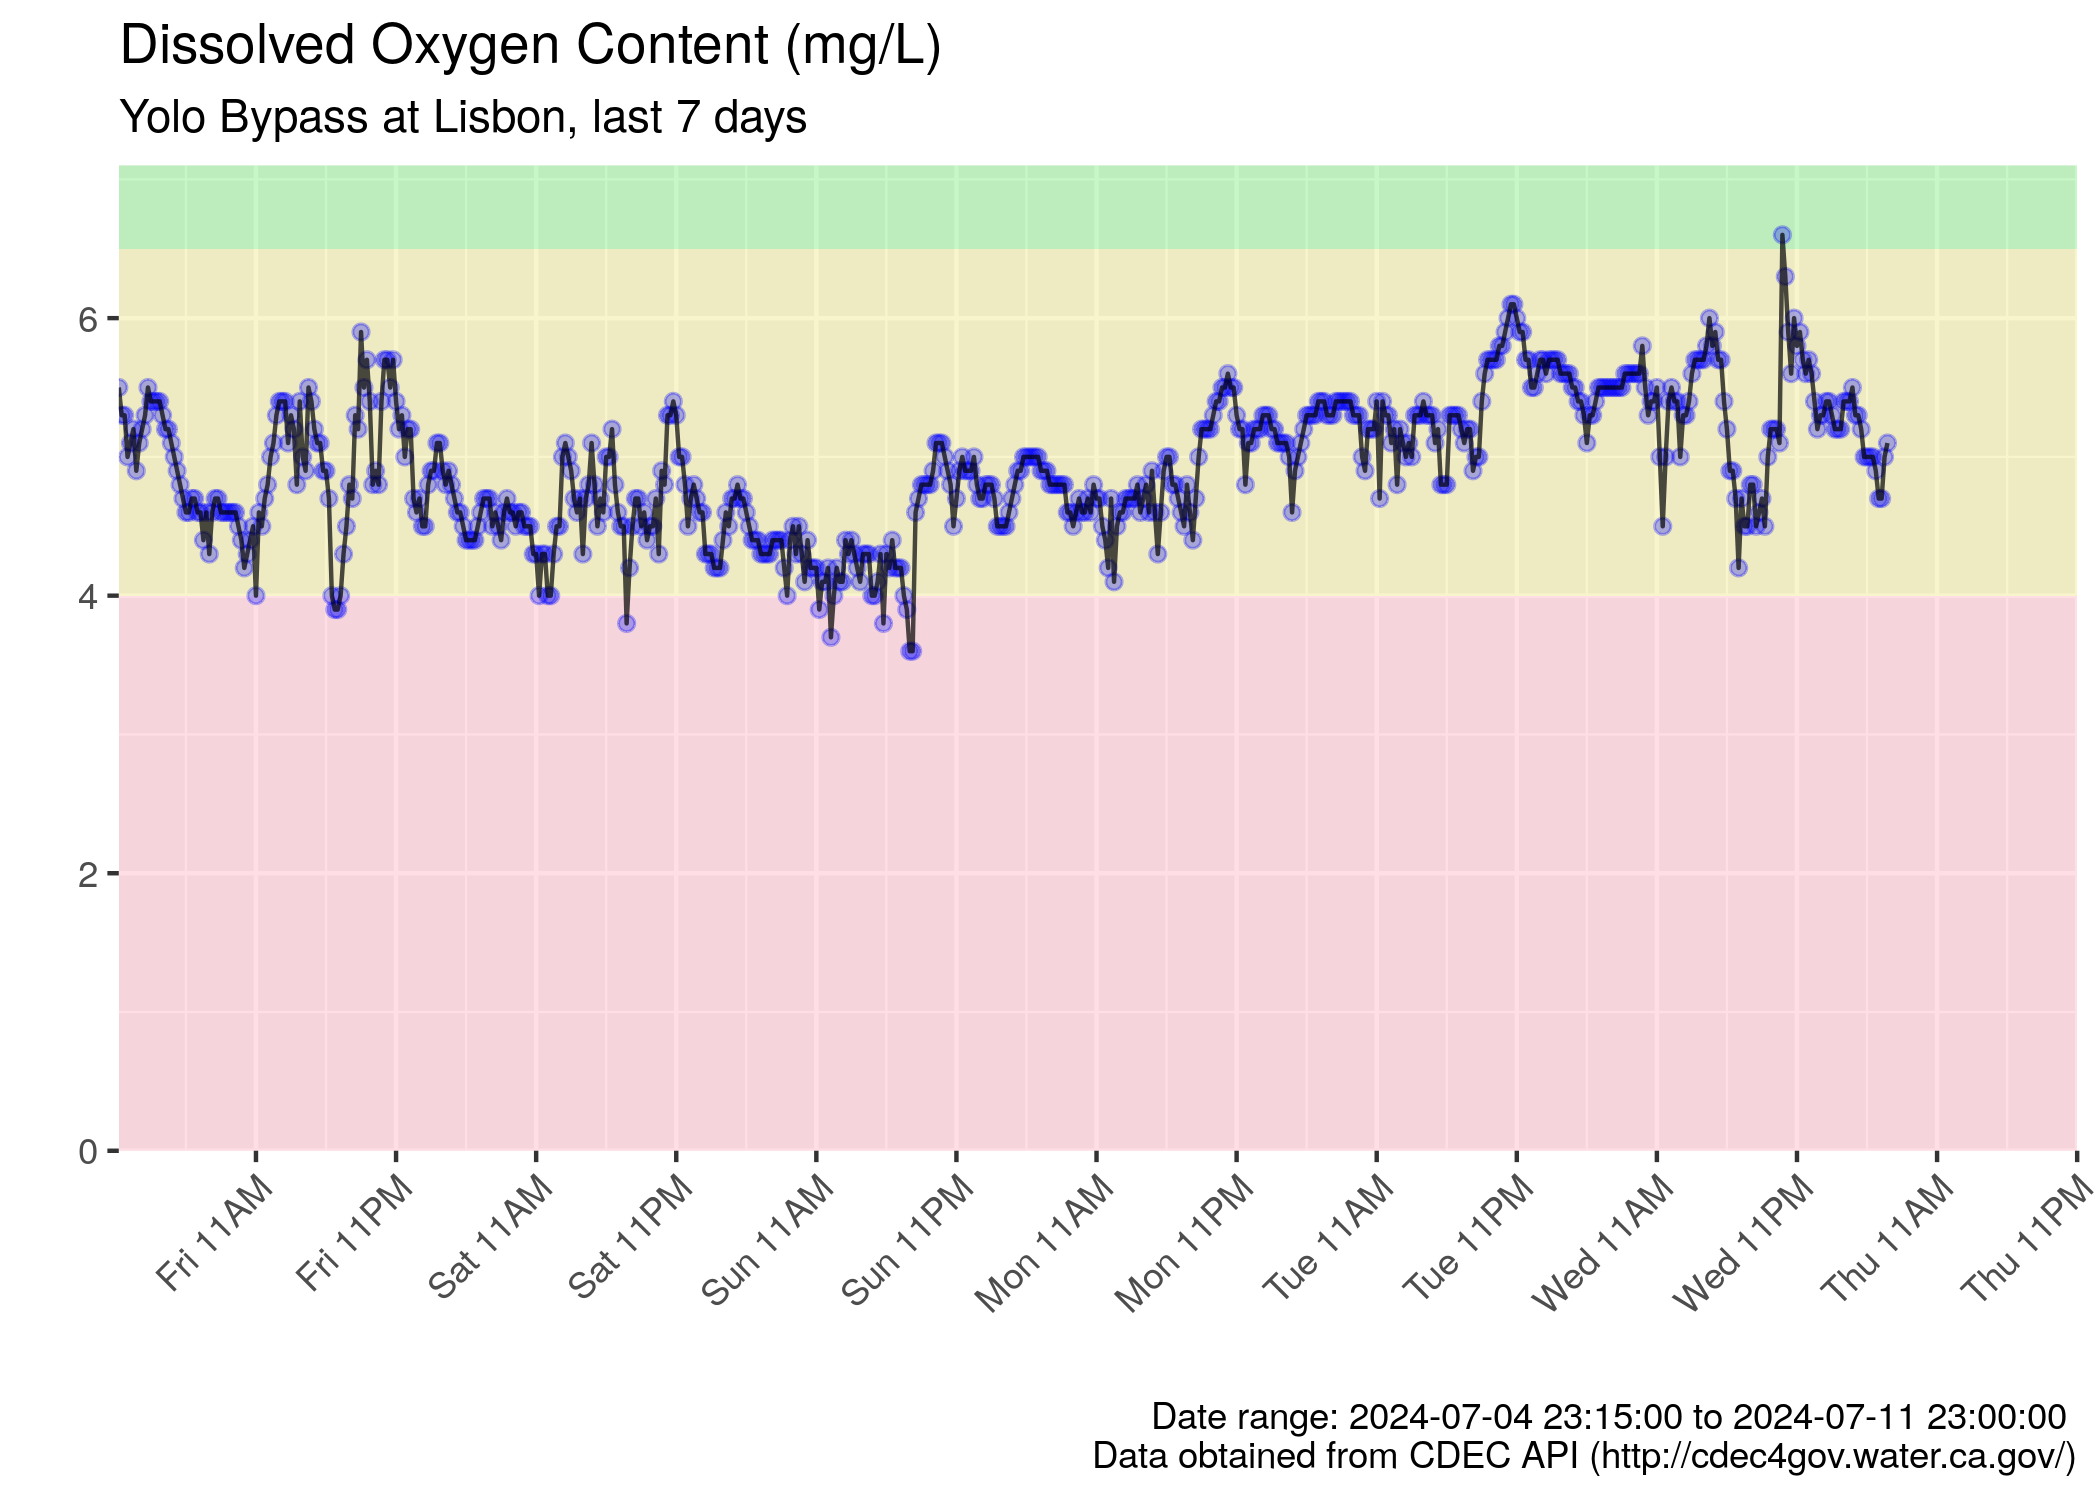 Dissolved Oxygen Content (mg/L)
Yolo Bypass at Lisbon, last 7 days
6
4
2
0
Fri 11AM
Fri 11PM
Sat 11AM
Sat 11PM
Sun 11AM
Sun 11PM
Mon 11AM
Mon 11PM
Tue 11AM
Tue 11PM
Wed 11AM
Wed 11PM
Thu 11AM
Thu 11PM
Date range: 2024-07-04 23:15:00 to 2024-07-11 23:00:00
Data obtained from CDEC API (http://cdec4gov.water.ca.gov/)